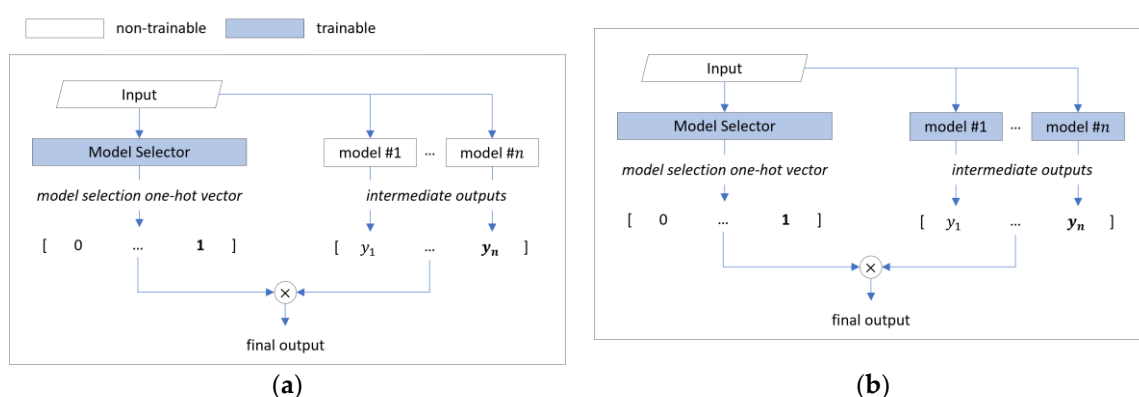 non-trainable trainable
Input
Model Selector model #1 ... model #n
model selection one-hot vector intermediate outputs
[ 0 ... 1 ] [ y₁ ... yₙ ]
×
final output
(a)
Input
Model Selector model #1 ... model #n
model selection one-hot vector intermediate outputs
[ 0 ... 1 ] [ y₁ ... yₙ ]
×
final output
(b)